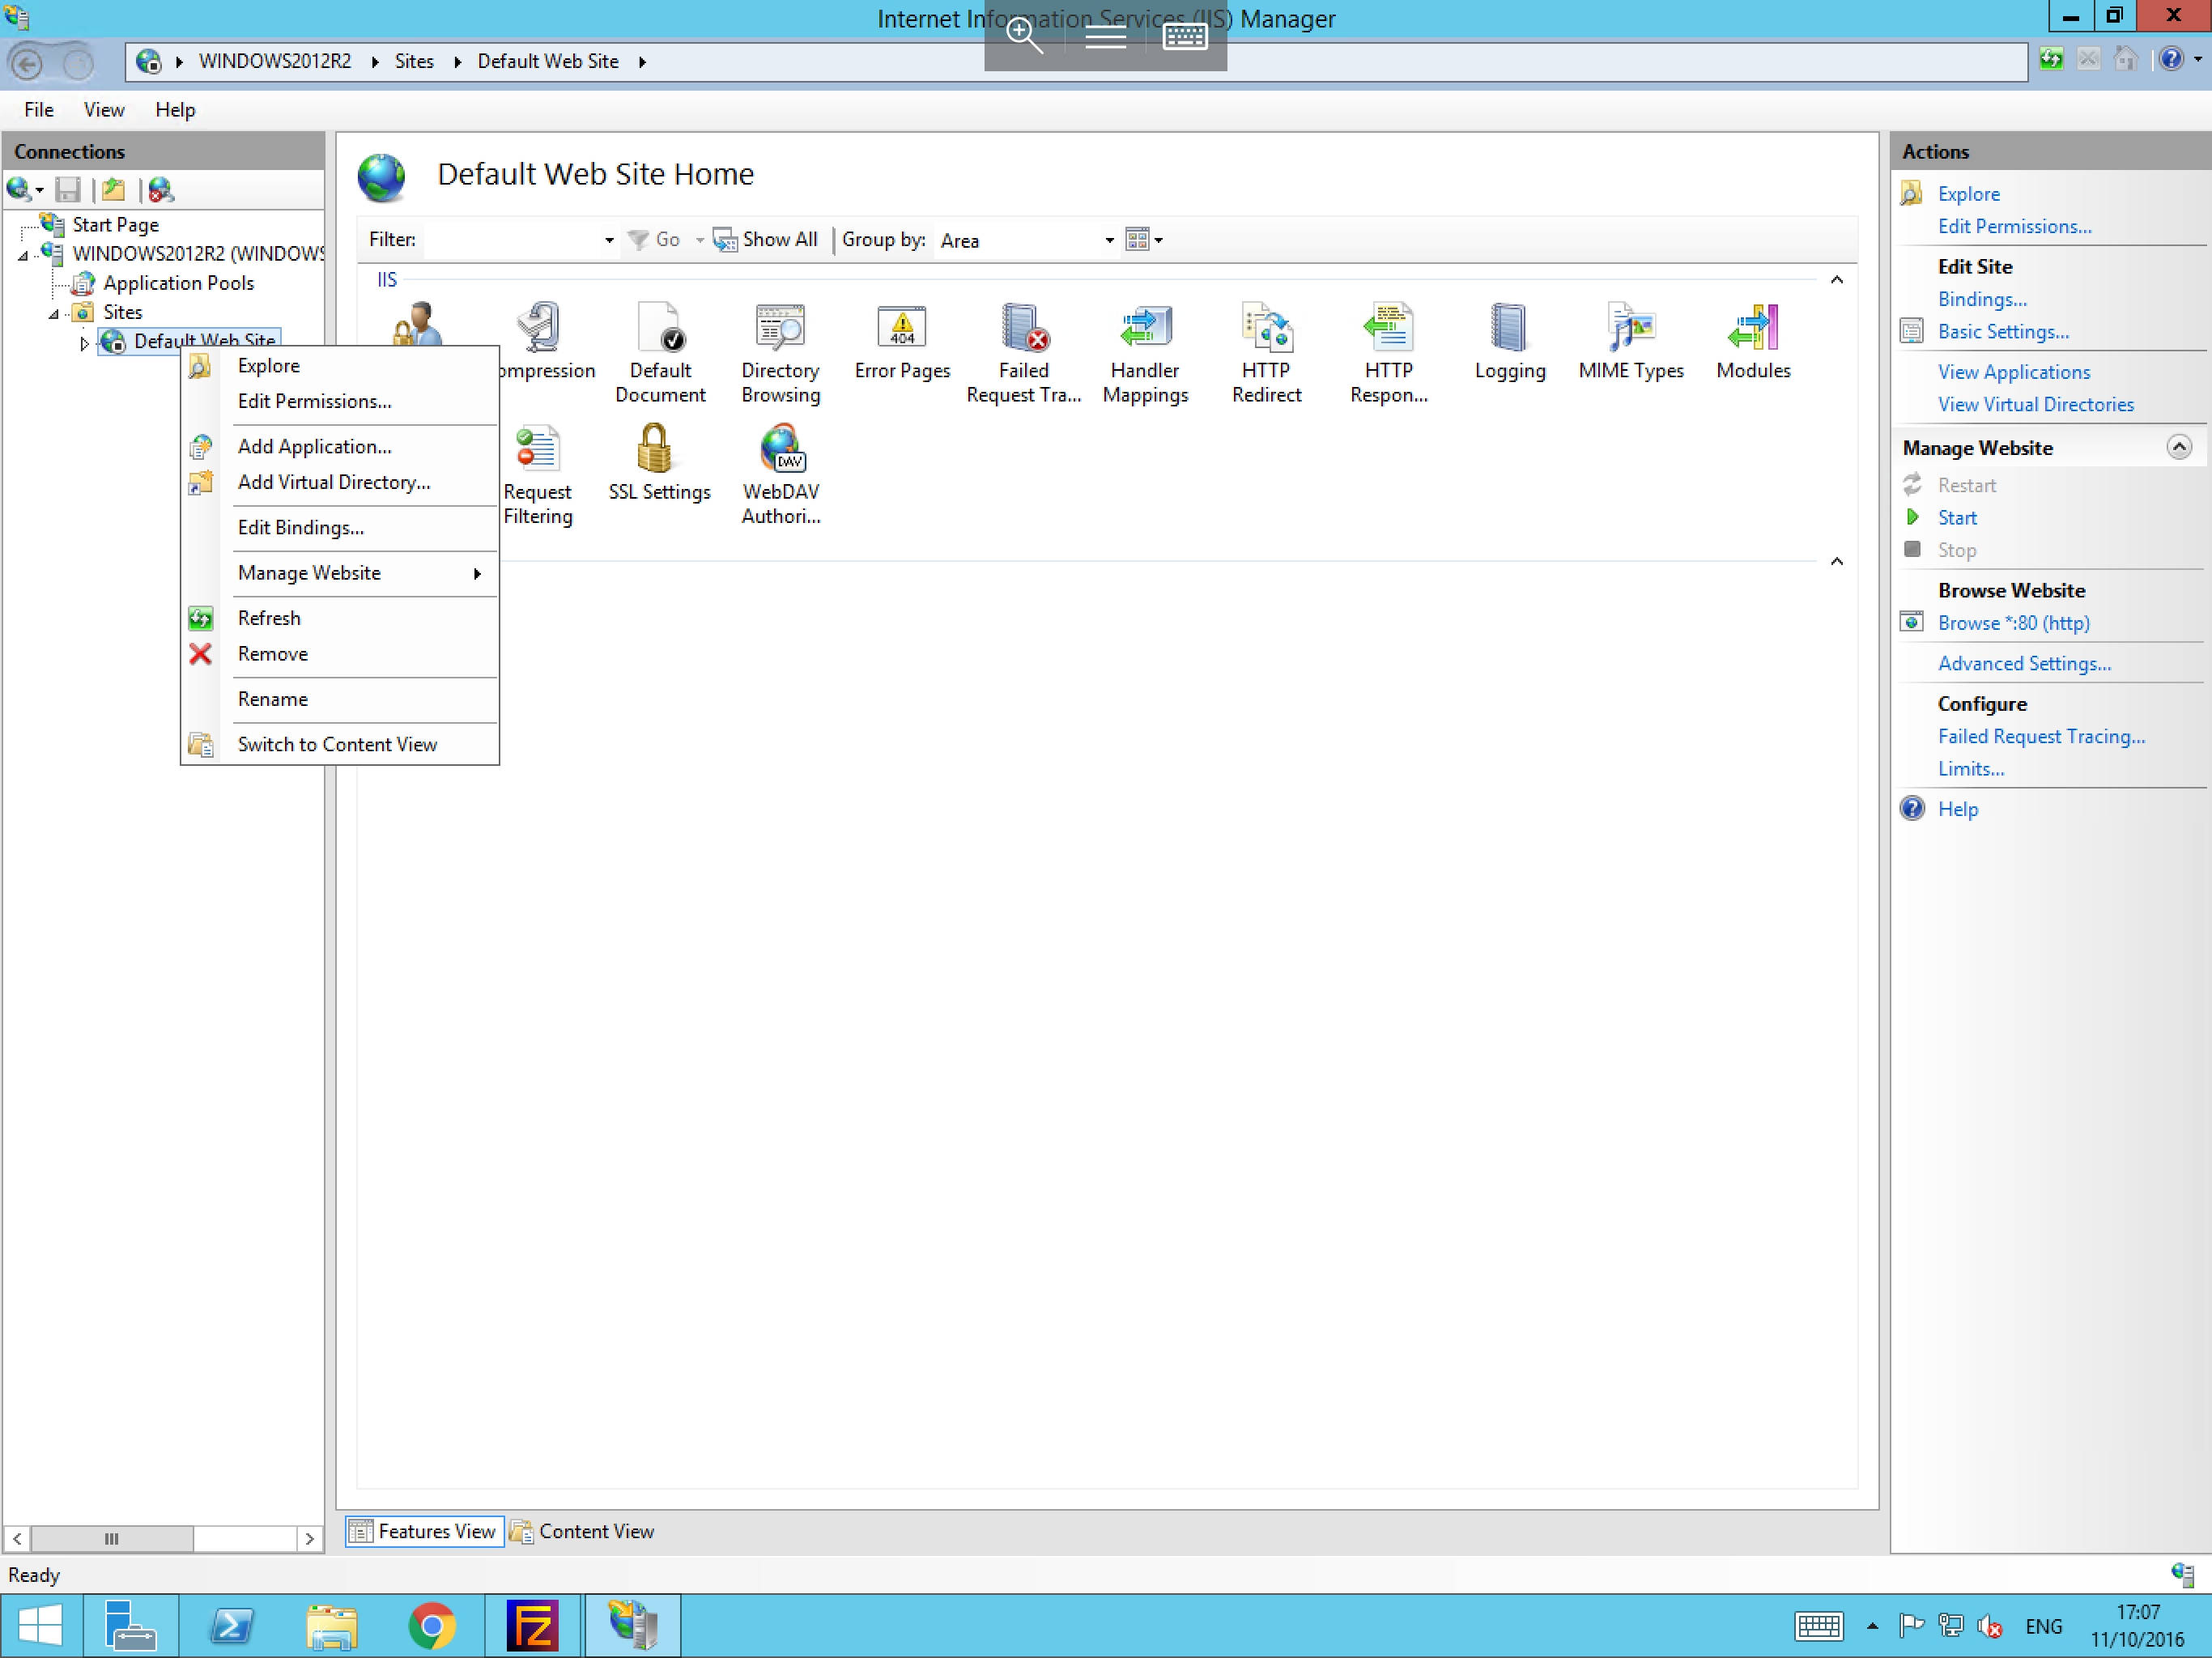 Internet Information Services (IIS) Manager
WINDOWS2012R2 Sites Default Web Site
File View Help
Connections
Start Page
WINDOWS2012R2 (WINDOWS
Application Pools
Sites
Default Web Site
Explore
Edit Permissions...
Add Application...
Add Virtual Directory...
Edit Bindings...
Manage Website
Refresh
Remove
Rename
Switch to Content View
Default Web Site Home
Filter: Go Show All Group by: Area
IIS
ompression
Default
Document
Directory
Browsing
404
Error Pages
Failed
Request Tra...
Handler
Mappings
HTTP
Redirect
HTTP
Respon...
Logging
MIME Types
Modules
Request
Filtering
SSL Settings
DAV
WebDAV
Authori...
Features View
Content View
Actions
Explore
Edit Permissions...
Edit Site
Bindings...
Basic Settings...
View Applications
View Virtual Directories
Manage Website
Restart
Start
Stop
Browse Website
Browse *:80 (http)
Advanced Settings...
Configure
Failed Request Tracing...
Limits...
Help
Ready
FZ
ENG
17:07
11/10/2016